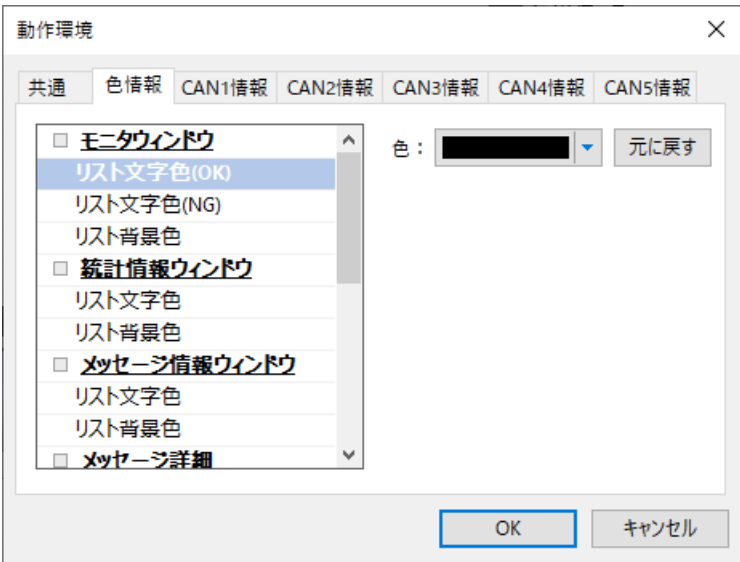 動作環境
共通 色情報 CAN1情報 CAN2情報 CAN3情報 CAN4情報 CAN5情報
モニタウィンドウ
リスト文字色(OK)
リスト文字色(NG)
リスト背景色
統計情報ウィンドウ
リスト文字色
リスト背景色
メッセージ情報ウィンドウ
リスト文字色
リスト背景色
メッセージ詳細
色： 元に戻す
OK キャンセル